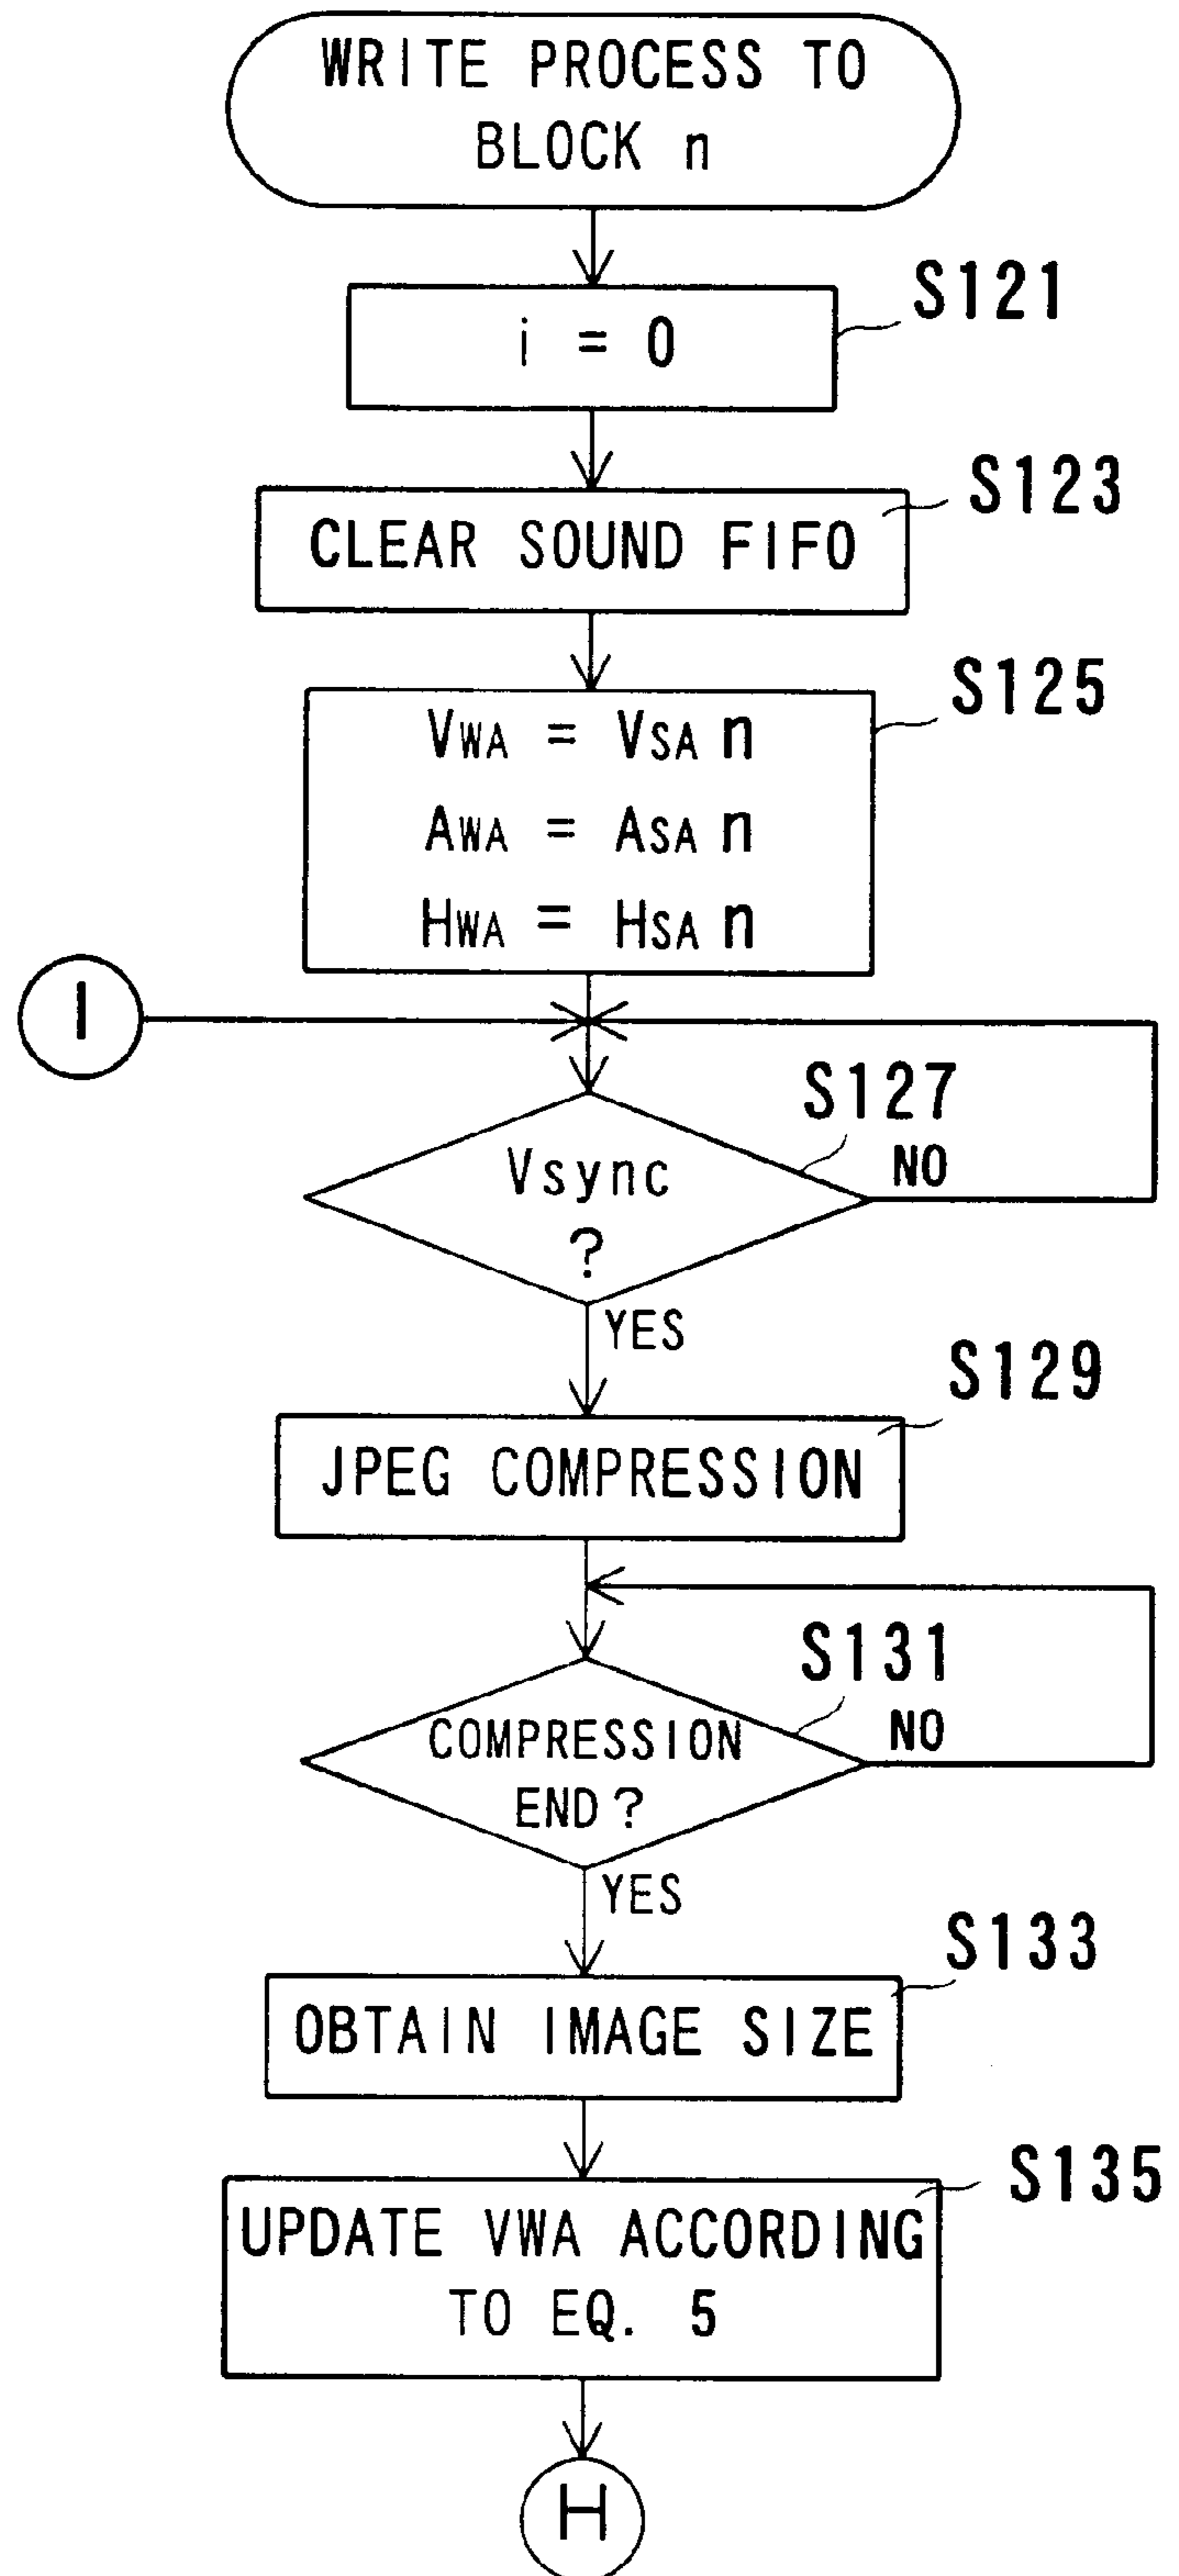 WRITE PROCESS TO
BLOCK n
S121
i = 0
S123
CLEAR SOUND FIFO
S125
VWA = VSA n
AWA = ASA n
HWA = HSA n
I
S127
Vsync
?
NO
YES
S129
JPEG COMPRESSION
S131
COMPRESSION
END?
NO
YES
S133
OBTAIN IMAGE SIZE
S135
UPDATE VWA ACCORDING
TO EQ. 5
H